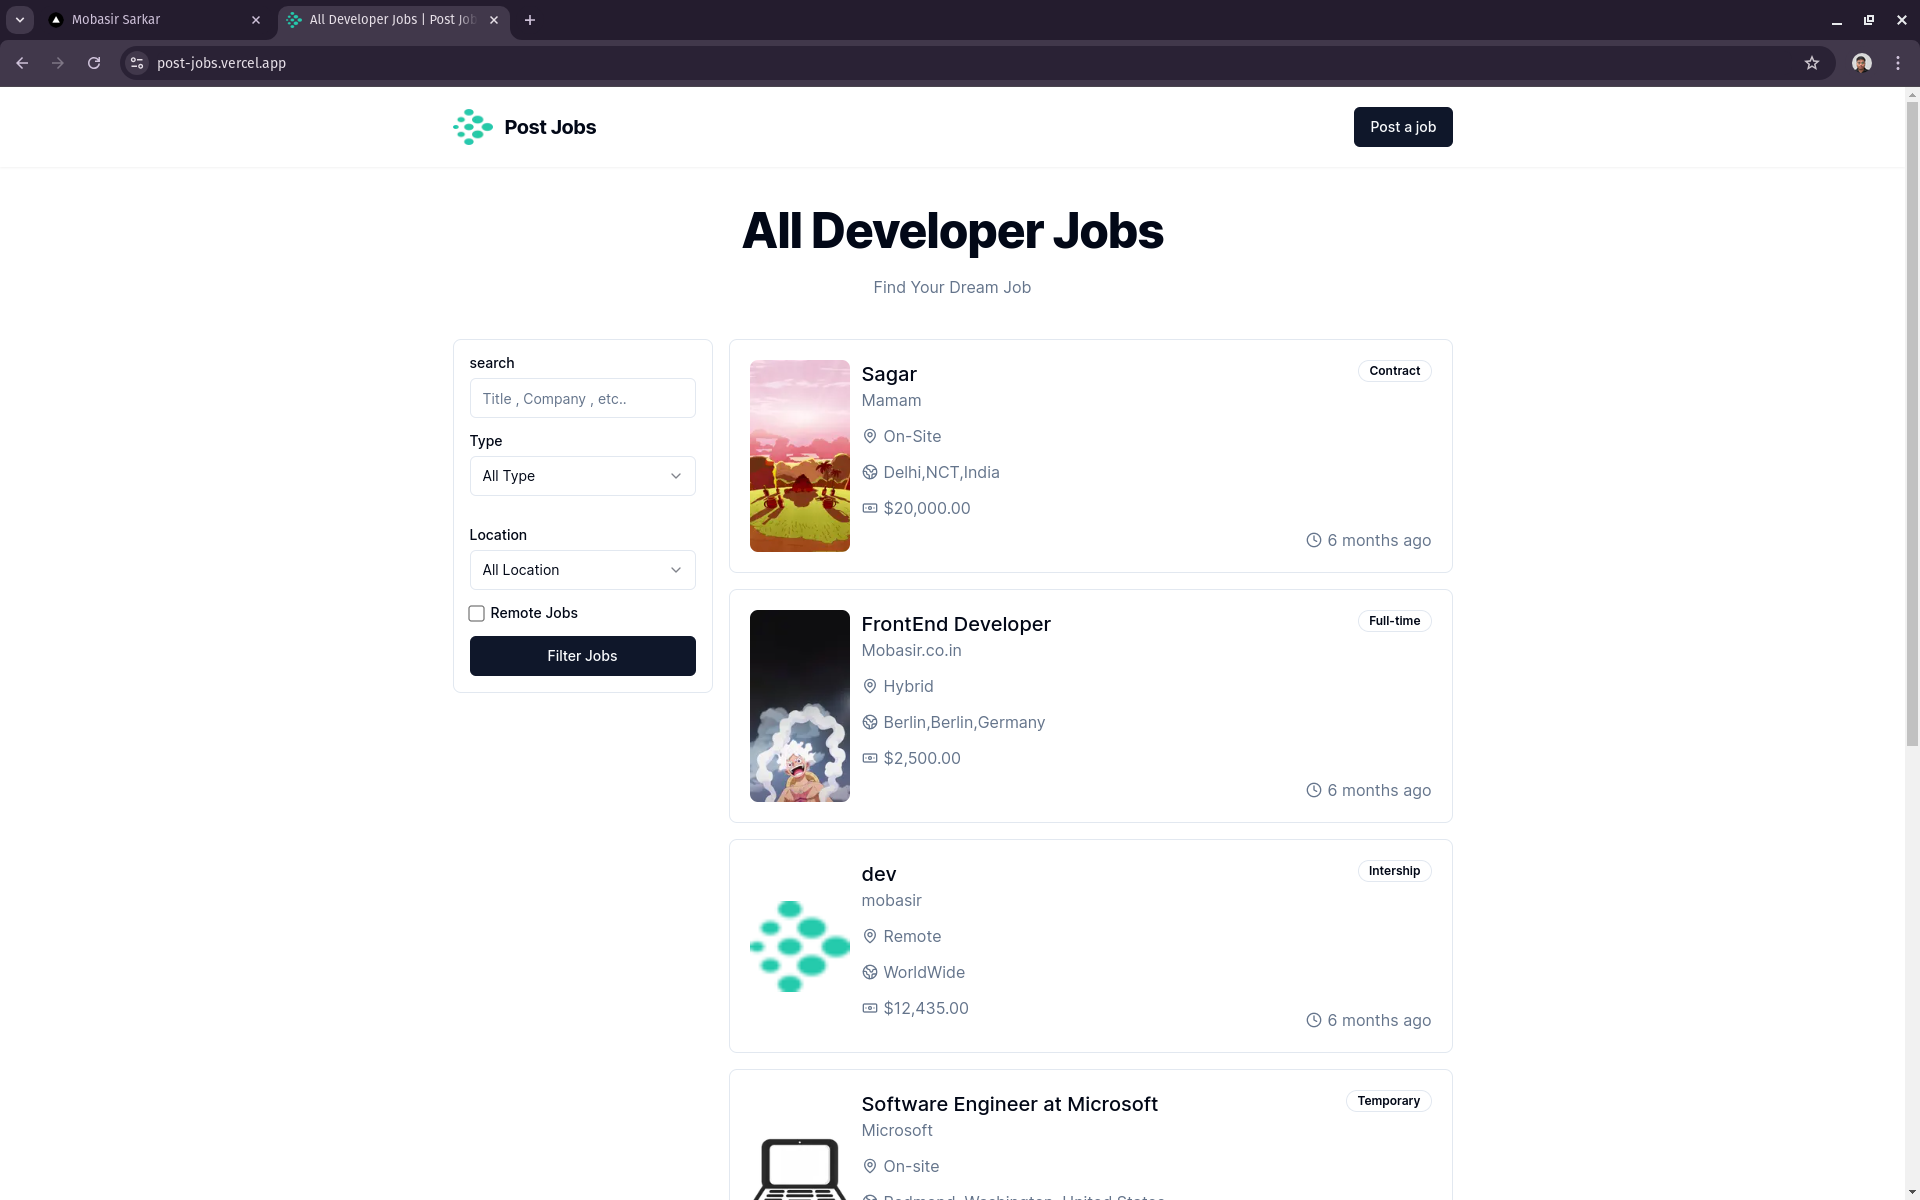 Mobasir Sarkar
All Developer Jobs | Post Job
post-jobs.vercel.app
Post Jobs
Post a job
All Developer Jobs
Find Your Dream Job
search
Title , Company , etc..
Type
All Type
Location
All Location
Remote Jobs
Filter Jobs
Sagar
Contract
Mamam
On-Site
Delhi,NCT,India
$20,000.00
6 months ago
FrontEnd Developer
Full-time
Mobasir.co.in
Hybrid
Berlin,Berlin,Germany
$2,500.00
6 months ago
dev
Intership
mobasir
Remote
WorldWide
$12,435.00
6 months ago
Software Engineer at Microsoft
Temporary
Microsoft
On-site
Redmond, Washington, United States